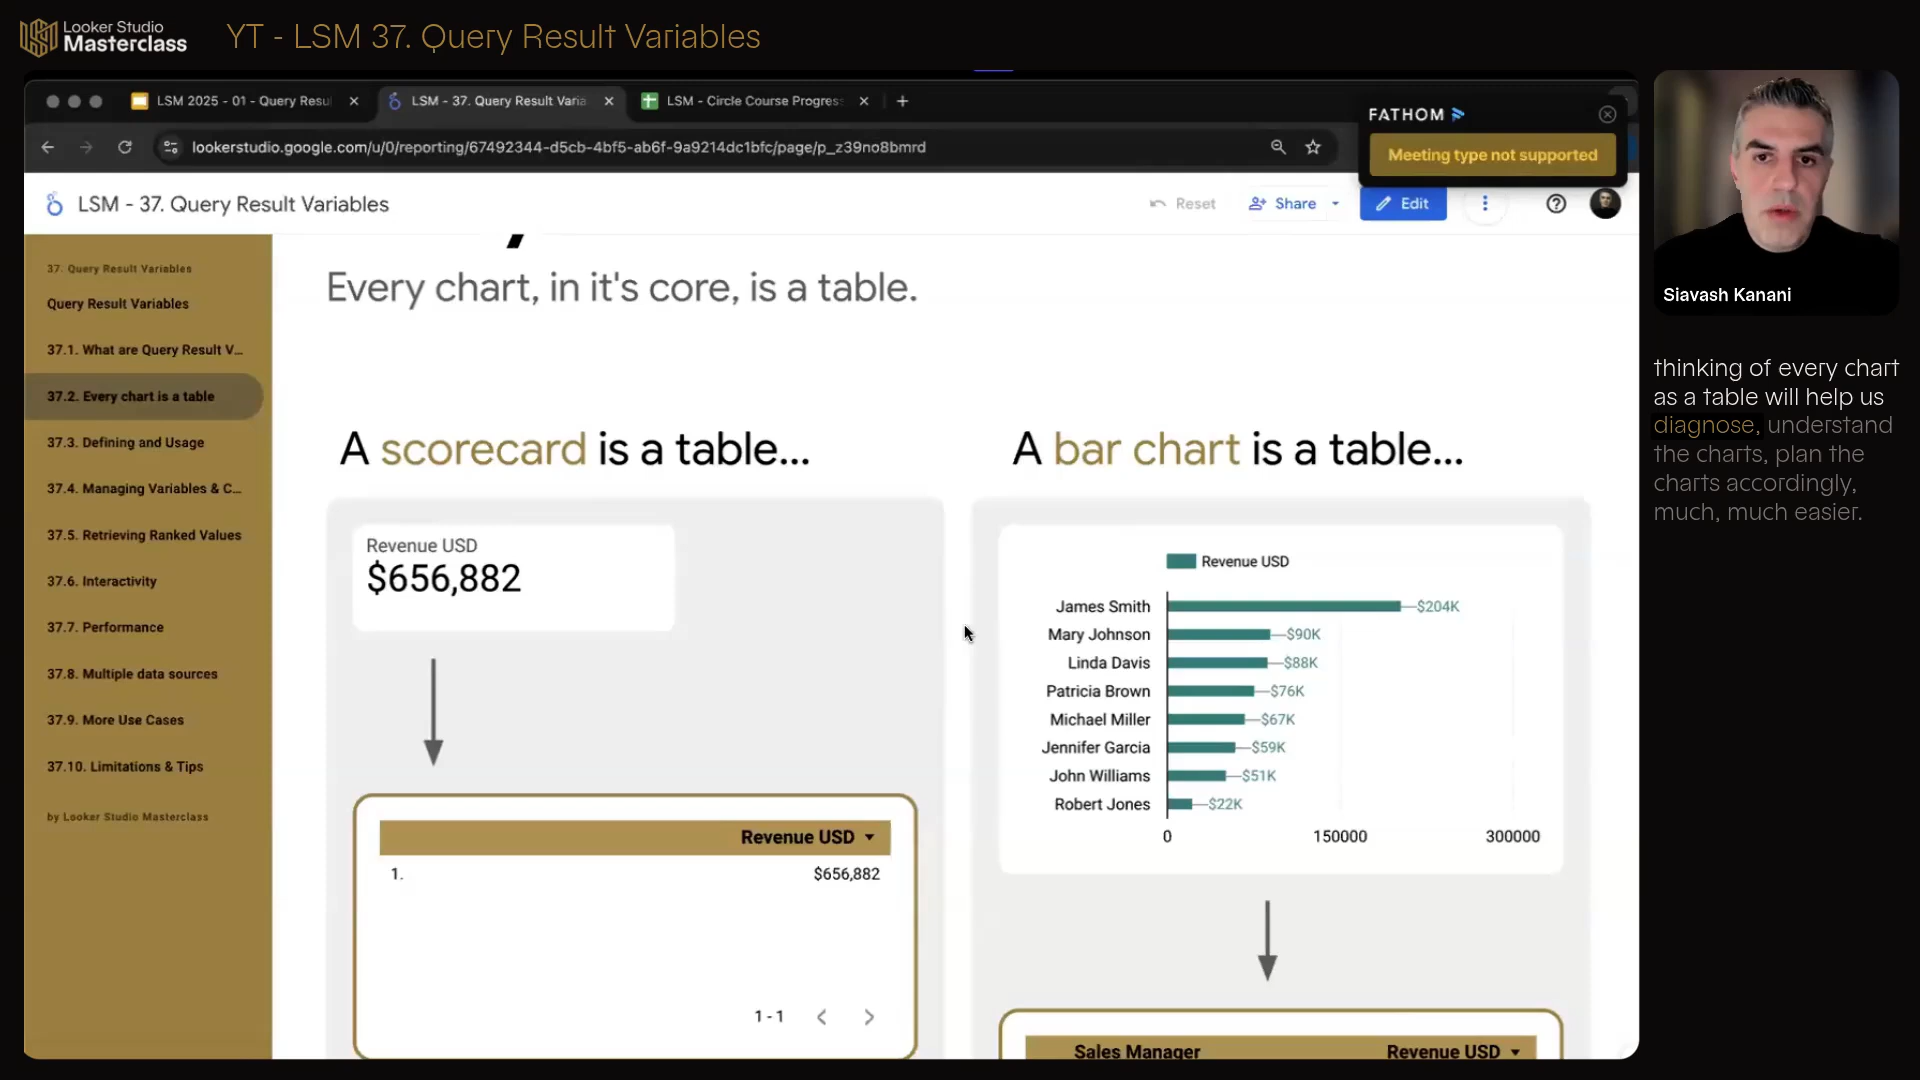 Looker Studio
Masterclass
YT - LSM 37. Query Result Variables
LSM 2025 - 01 - Query Resu
LSM - 37. Query Result Varia
LSM - Circle Course Progres
lookerstudio.google.com/u/0/reporting/67492344-d5cb-4bf5-ab6f-9a9214dc1bfc/page/p_z39no8bmrd
FATHOM
Meeting type not supported
LSM - 37. Query Result Variables
Reset
Share
Edit
37. Query Result Variables
Query Result Variables
37.1. What are Query Result V...
37.2. Every chart is a table
37.3. Defining and Usage
37.4. Managing Variables & C...
37.5. Retrieving Ranked Values
37.6. Interactivity
37.7. Performance
37.8. Multiple data sources
37.9. More Use Cases
37.10. Limitations & Tips
by Looker Studio Masterclass
Every chart, in it's core, is a table.
A scorecard is a table...
Revenue USD
$656,882
Revenue USD
1. $656,882
1 - 1
A bar chart is a table...
Revenue USD
James Smith $204K
Mary Johnson $90K
Linda Davis $88K
Patricia Brown $76K
Michael Miller $67K
Jennifer Garcia $59K
John Williams $51K
Robert Jones $22K
0 150000 300000
Sales Manager Revenue USD
Siavash Kanani
thinking of every chart
as a table will help us
diagnose, understand
the charts, plan the
charts accordingly,
much, much easier.